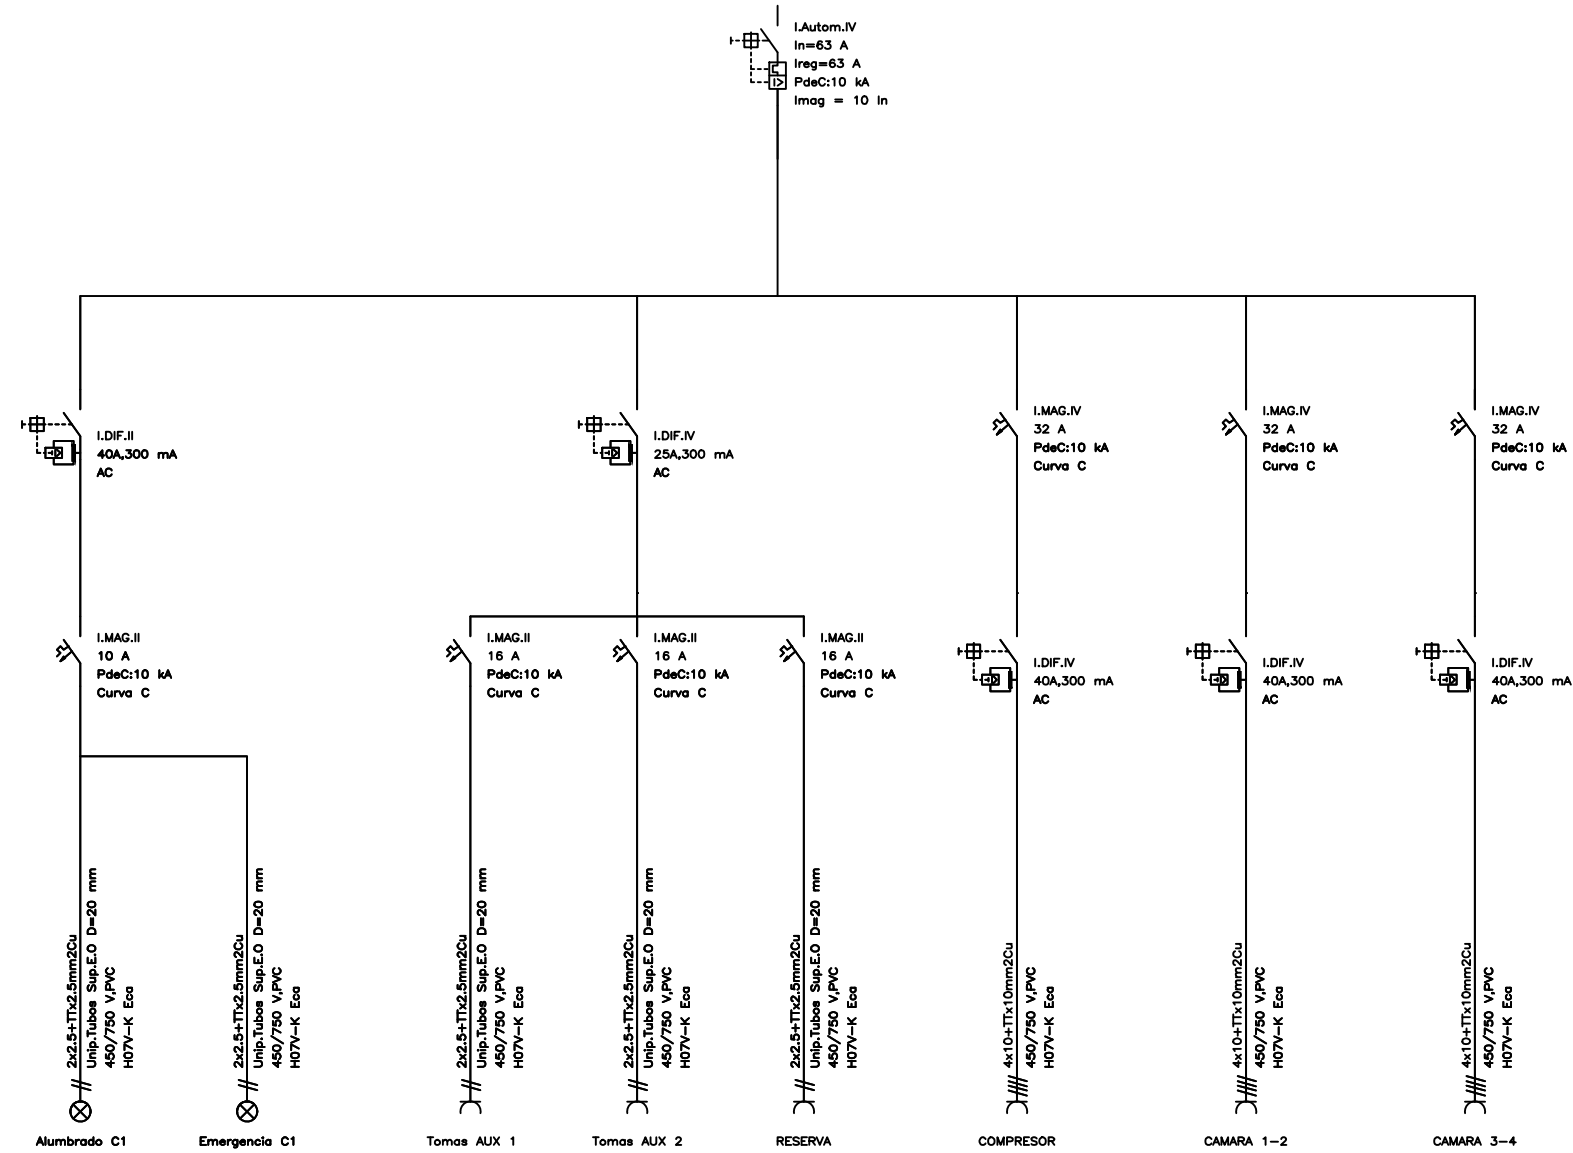 I.Autom.IV
In=63 A
Ireg=63 A
PdeC:10 kA
Imag = 10 In
I.DIF.II
40A,300 mA
AC
I.DIF.IV
25A,300 mA
AC
I.MAG.IV
32 A
PdeC:10 kA
Curva C
I.MAG.IV
32 A
PdeC:10 kA
Curva C
I.MAG.IV
32 A
PdeC:10 kA
Curva C
I.MAG.II
10 A
PdeC:10 kA
Curva C
I.MAG.II
16 A
PdeC:10 kA
Curva C
I.MAG.II
16 A
PdeC:10 kA
Curva C
I.MAG.II
16 A
PdeC:10 kA
Curva C
I.DIF.IV
40A,300 mA
AC
I.DIF.IV
40A,300 mA
AC
I.DIF.IV
40A,300 mA
AC
2x2.5+TTx2.5mm2Cu
Unip.Tubos Sup.E.O D=20 mm
450/750 V,PVC
H07V-K Eca
2x2.5+TTx2.5mm2Cu
Unip.Tubos Sup.E.O D=20 mm
450/750 V,PVC
H07V-K Eca
2x2.5+TTx2.5mm2Cu
Unip.Tubos Sup.E.O D=20 mm
450/750 V,PVC
H07V-K Eca
2x2.5+TTx2.5mm2Cu
Unip.Tubos Sup.E.O D=20 mm
450/750 V,PVC
H07V-K Eca
2x2.5+TTx2.5mm2Cu
Unip.Tubos Sup.E.O D=20 mm
450/750 V,PVC
H07V-K Eca
4x10+TTx10mm2Cu
450/750 V,PVC
H07V-K Eca
4x10+TTx10mm2Cu
450/750 V,PVC
H07V-K Eca
4x10+TTx10mm2Cu
450/750 V,PVC
H07V-K Eca
Alumbrado C1
Emergencia C1
Tomas AUX 1
Tomas AUX 2
RESERVA
COMPRESOR
CAMARA 1-2
CAMARA 3-4